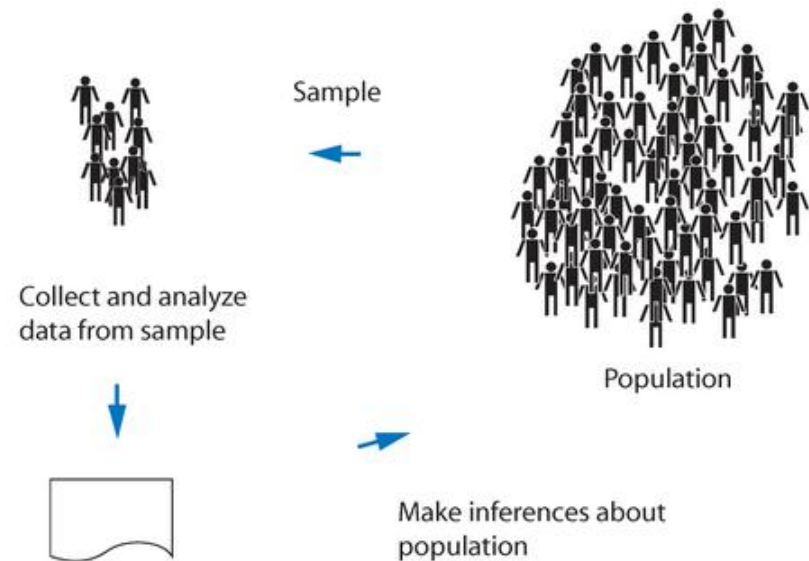 Sample
Collect and analyze
data from sample
Population
Make inferences about
population